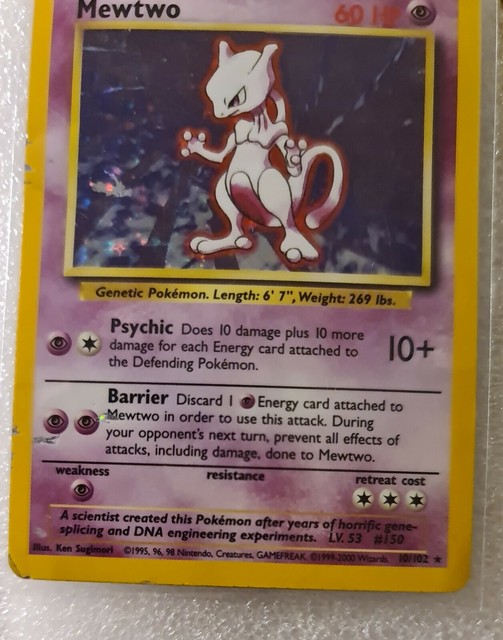 Mewtwo 60 HP
Genetic Pokémon. Length: 6' 7", Weight: 269 lbs.
Psychic Does 10 damage plus 10 more
damage for each Energy card attached to
the Defending Pokémon.
10+
Barrier Discard 1 Energy card attached to
Mewtwo in order to use this attack. During
your opponent's next turn, prevent all effects of
attacks, including damage, done to Mewtwo.
weakness resistance retreat cost
A scientist created this Pokémon after years of horrific gene-
splicing and DNA engineering experiments. LV. 53 #150
Illus. Ken Sugimori ©1995, 96, 98 Nintendo, Creatures, GAMEFREAK. ©1999-2000 Wizards. 10/102